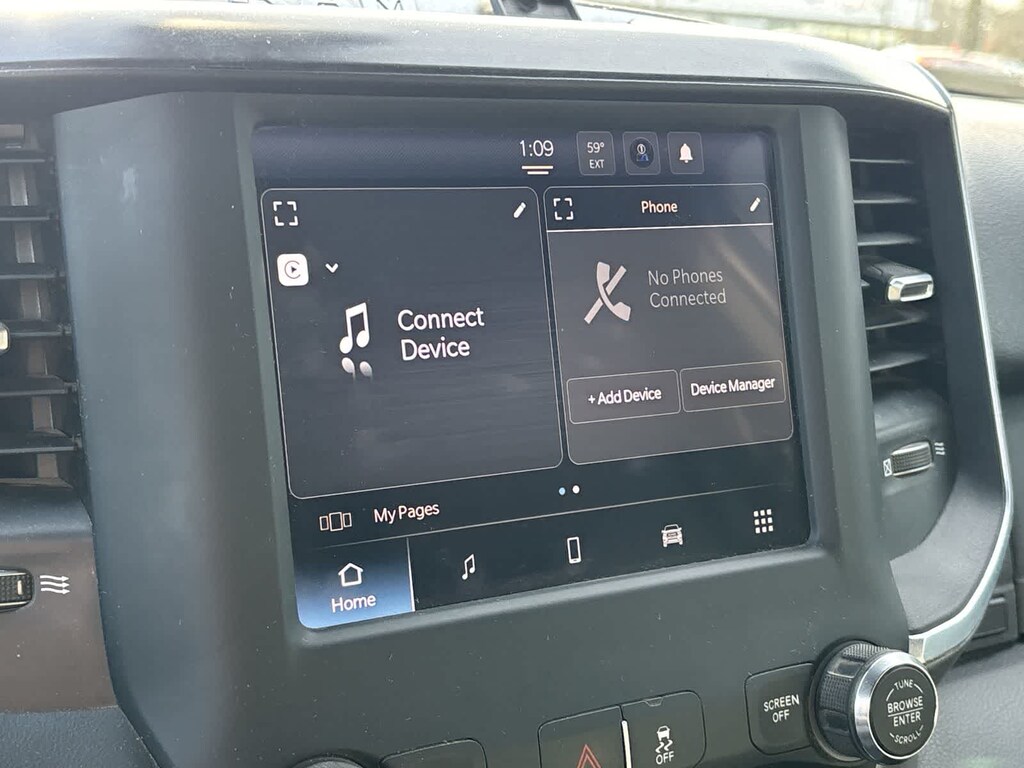 1:09
59°
EXT
Phone
No Phones
Connected
Connect
Device
+ Add Device
Device Manager
My Pages
Home
SCREEN
OFF
TUNE
BROWSE
ENTER
SCROLL
OFF